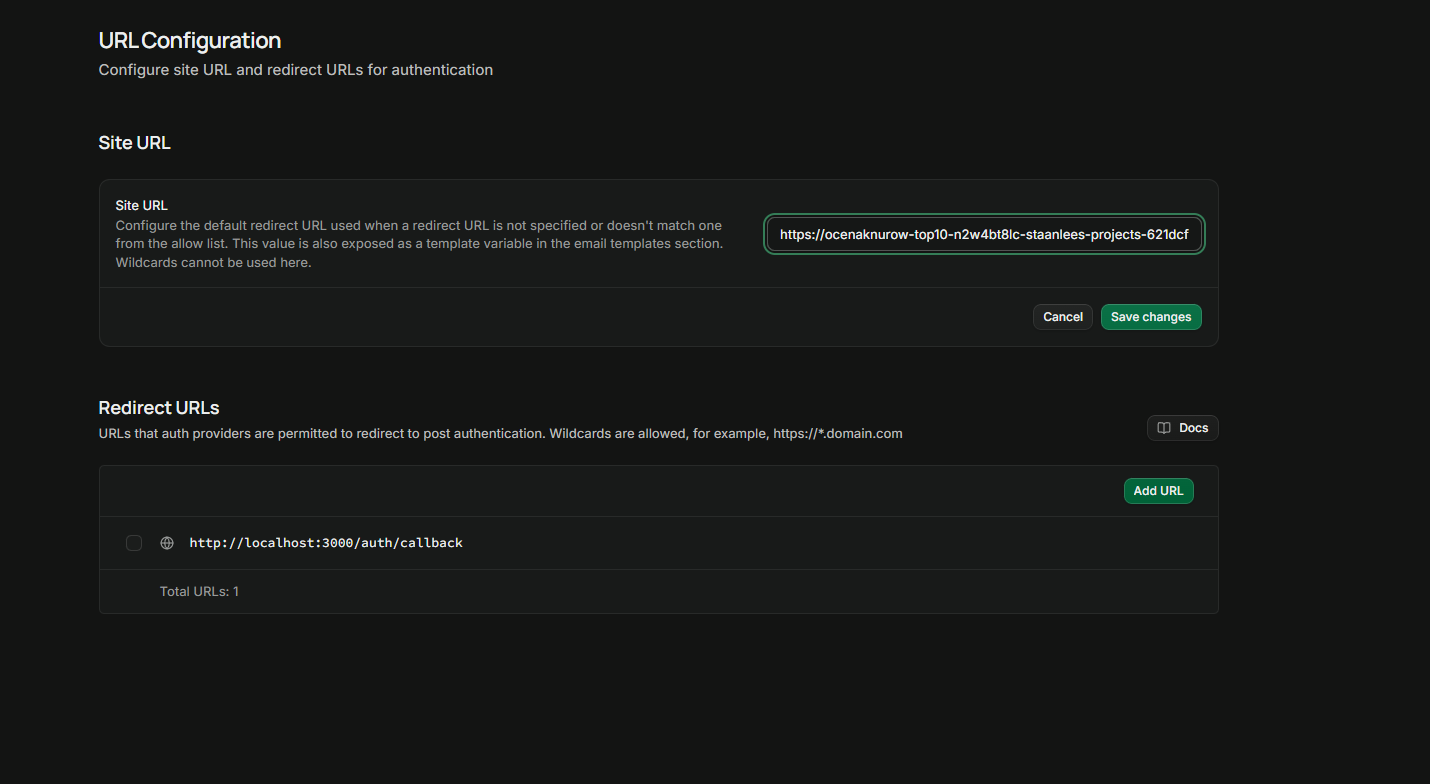 URL Configuration
Configure site URL and redirect URLs for authentication
Site URL
Site URL
Configure the default redirect URL used when a redirect URL is not specified or doesn't match one
from the allow list. This value is also exposed as a template variable in the email templates section.
Wildcards cannot be used here.
https://ocenaknurow-top10-n2w4bt8lc-staanlees-projects-621dcf
Cancel
Save changes
Redirect URLs
URLs that auth providers are permitted to redirect to post authentication. Wildcards are allowed, for example, https://*.domain.com
Docs
Add URL
http://localhost:3000/auth/callback
Total URLs: 1